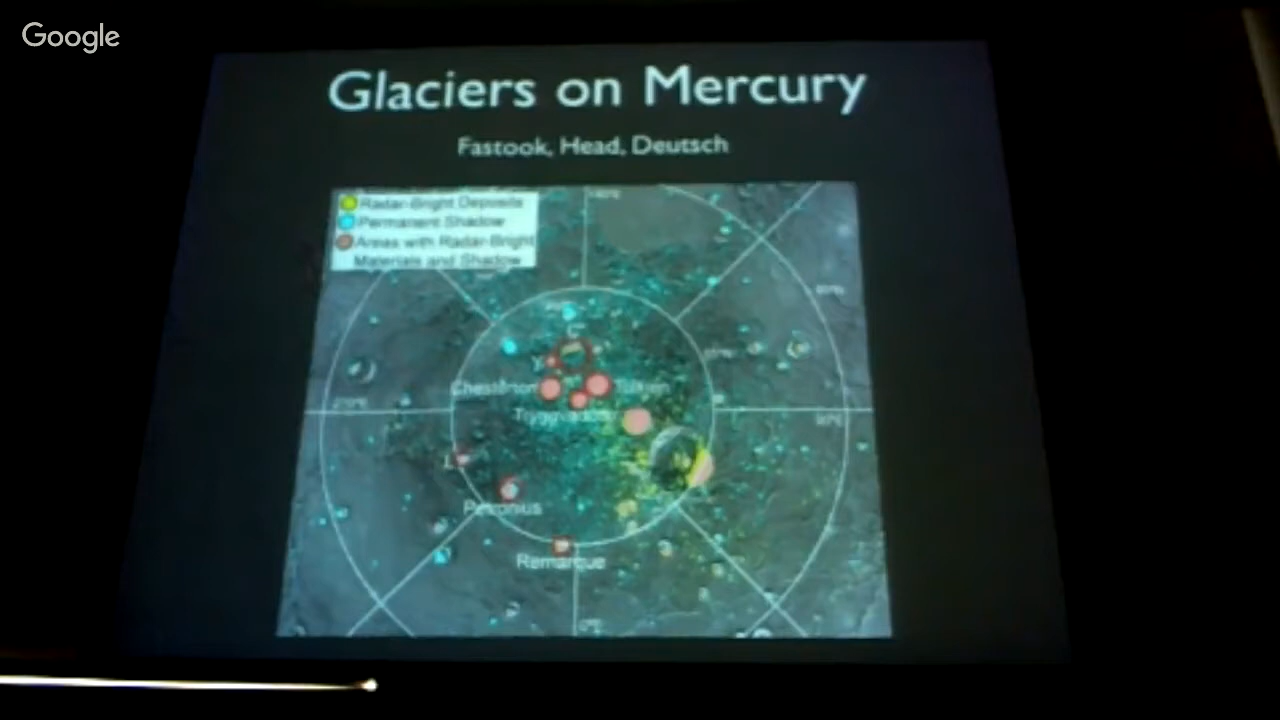 Google
Glaciers on Mercury
Fastook, Head, Deutsch
Radar-Bright Deposits
Permanent Shadow
Areas with Radar-Bright
Materials and Shadow
Chesterton
Petronius
Remarque
0°E